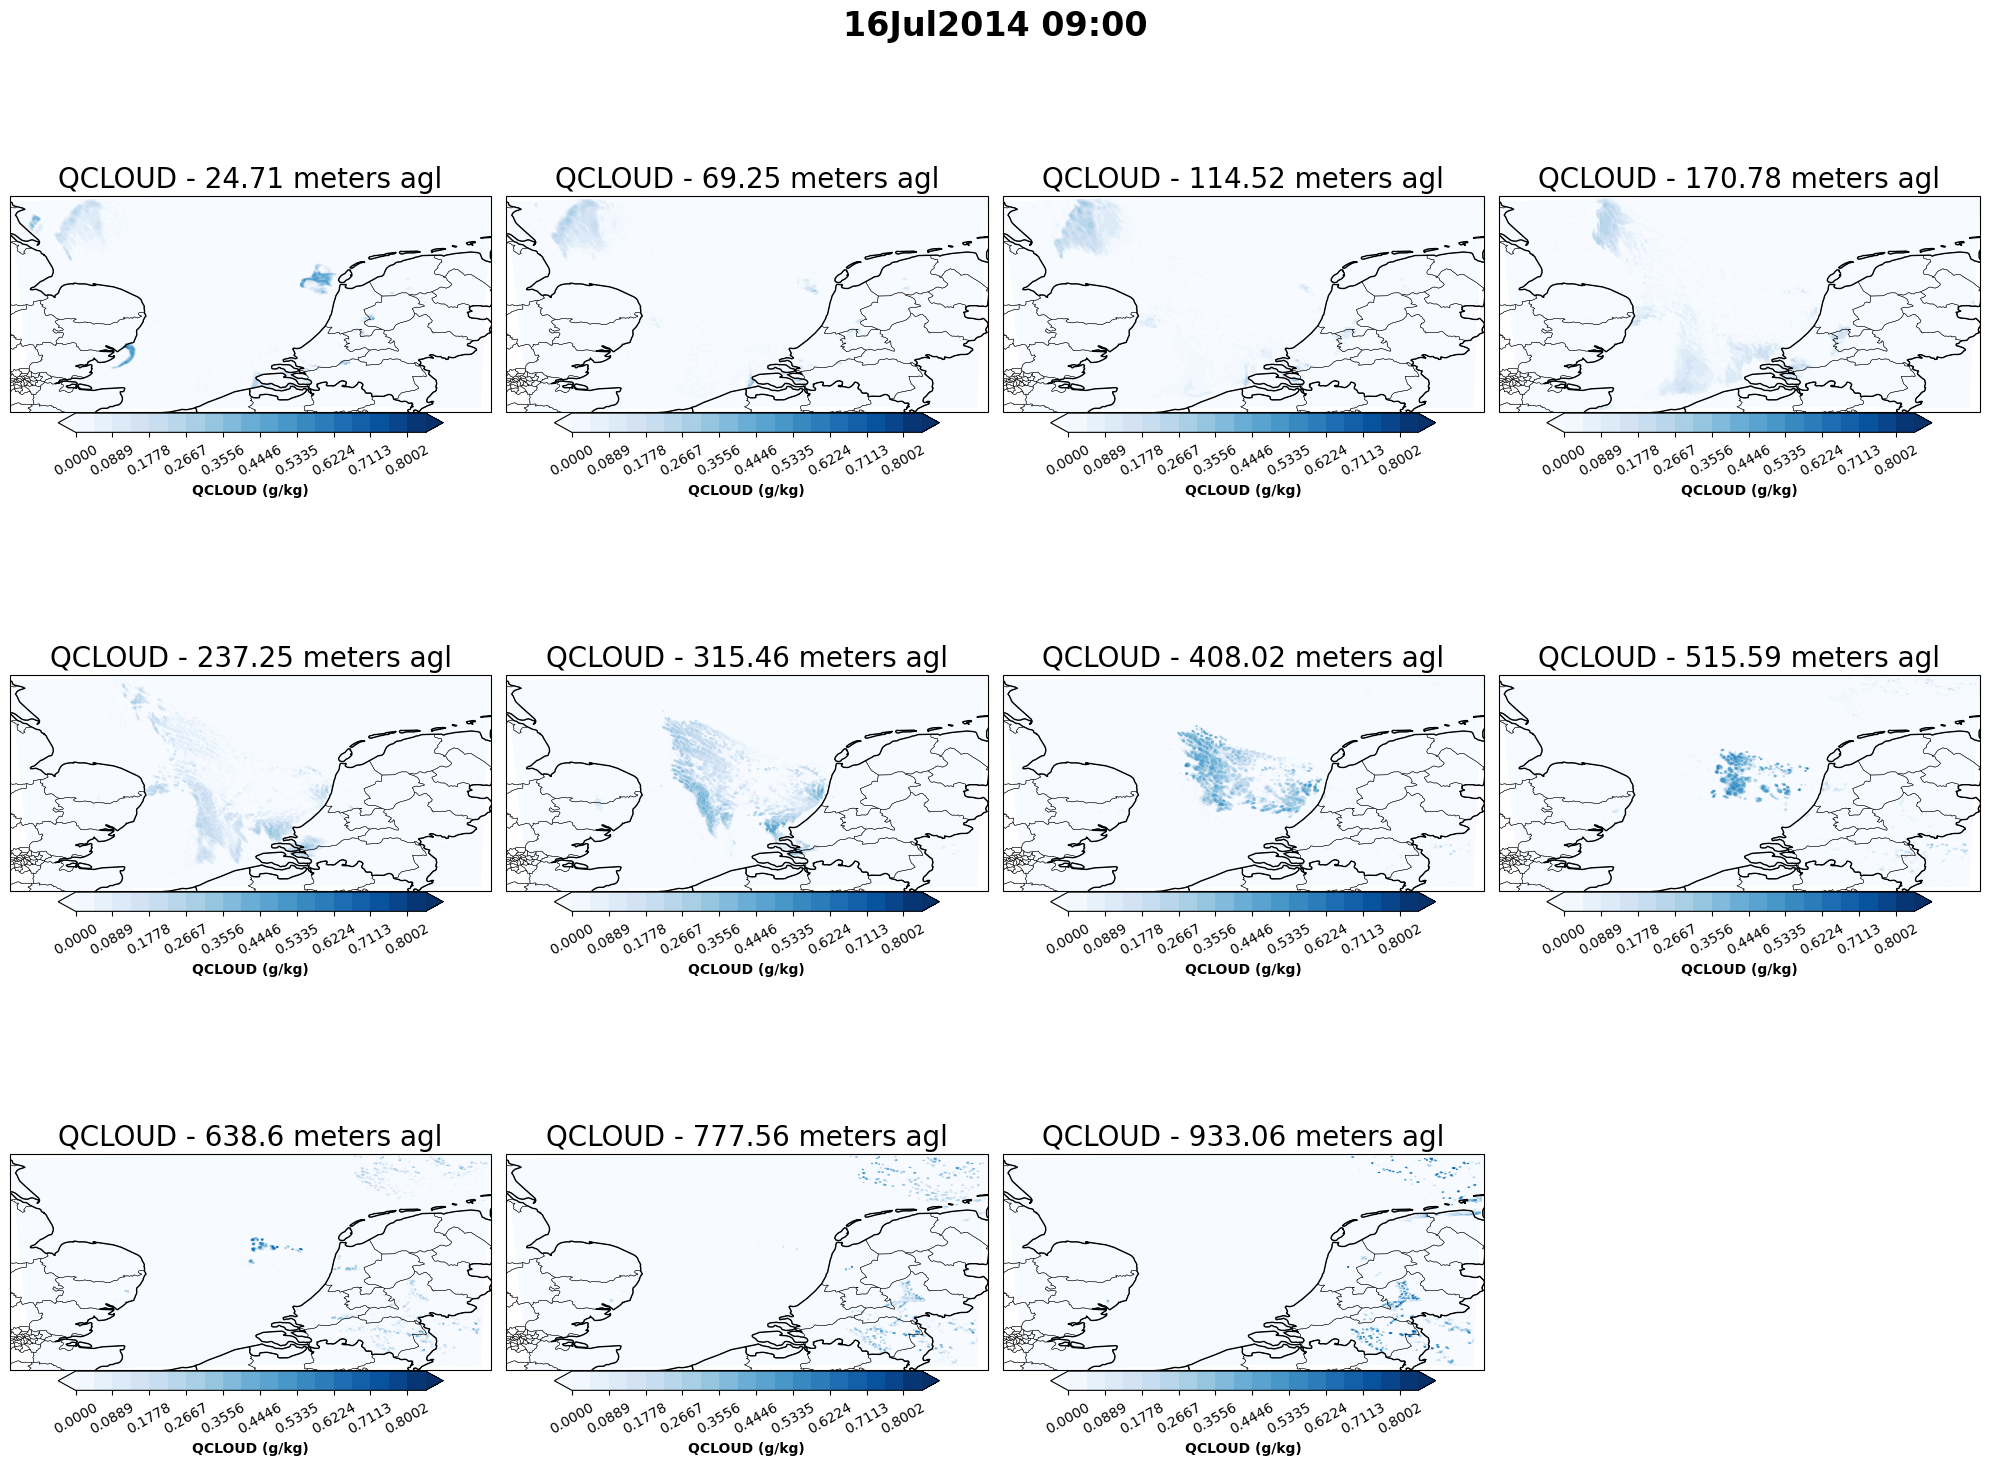 16Jul2014 09:00
QCLOUD - 24.71 meters agl
QCLOUD - 69.25 meters agl
QCLOUD - 114.52 meters agl
QCLOUD - 170.78 meters agl
0.0000 0.0889 0.1778 0.2667 0.3556 0.4446 0.5335 0.6224 0.7113 0.8002
0.0000 0.0889 0.1778 0.2667 0.3556 0.4446 0.5335 0.6224 0.7113 0.8002
0.0000 0.0889 0.1778 0.2667 0.3556 0.4446 0.5335 0.6224 0.7113 0.8002
0.0000 0.0889 0.1778 0.2667 0.3556 0.4446 0.5335 0.6224 0.7113 0.8002
QCLOUD (g/kg)
QCLOUD (g/kg)
QCLOUD (g/kg)
QCLOUD (g/kg)
QCLOUD - 237.25 meters agl
QCLOUD - 315.46 meters agl
QCLOUD - 408.02 meters agl
QCLOUD - 515.59 meters agl
0.0000 0.0889 0.1778 0.2667 0.3556 0.4446 0.5335 0.6224 0.7113 0.8002
0.0000 0.0889 0.1778 0.2667 0.3556 0.4446 0.5335 0.6224 0.7113 0.8002
0.0000 0.0889 0.1778 0.2667 0.3556 0.4446 0.5335 0.6224 0.7113 0.8002
0.0000 0.0889 0.1778 0.2667 0.3556 0.4446 0.5335 0.6224 0.7113 0.8002
QCLOUD (g/kg)
QCLOUD (g/kg)
QCLOUD (g/kg)
QCLOUD (g/kg)
QCLOUD - 638.6 meters agl
QCLOUD - 777.56 meters agl
QCLOUD - 933.06 meters agl
0.0000 0.0889 0.1778 0.2667 0.3556 0.4446 0.5335 0.6224 0.7113 0.8002
0.0000 0.0889 0.1778 0.2667 0.3556 0.4446 0.5335 0.6224 0.7113 0.8002
0.0000 0.0889 0.1778 0.2667 0.3556 0.4446 0.5335 0.6224 0.7113 0.8002
QCLOUD (g/kg)
QCLOUD (g/kg)
QCLOUD (g/kg)